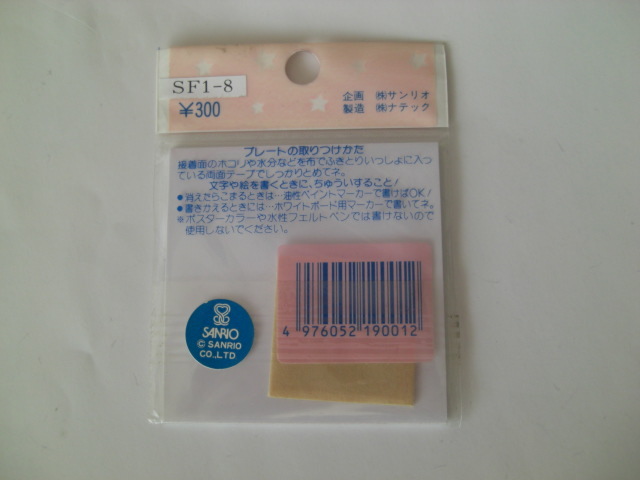 SF1-8
¥300
企画 ㈱サンリオ
製造 ㈱ナテック
プレートの取りつけかた
接着面のホコリや水分などを布でふきとりいっしょに入っ
ている両面テープでしっかりとめてネ。
文字や絵を書くときに、ちゅういすること!
●消えたらこまるときは…油性ペイントマーカーで書けばOK!
●書きかえるときには…ホワイトボード用マーカーで書いてネ。
※ポスターカラーや水性フェルトペンでは書けないので
使用しないでください。
4 976052 190012
SANRIO
© SANRIO
CO.,LTD